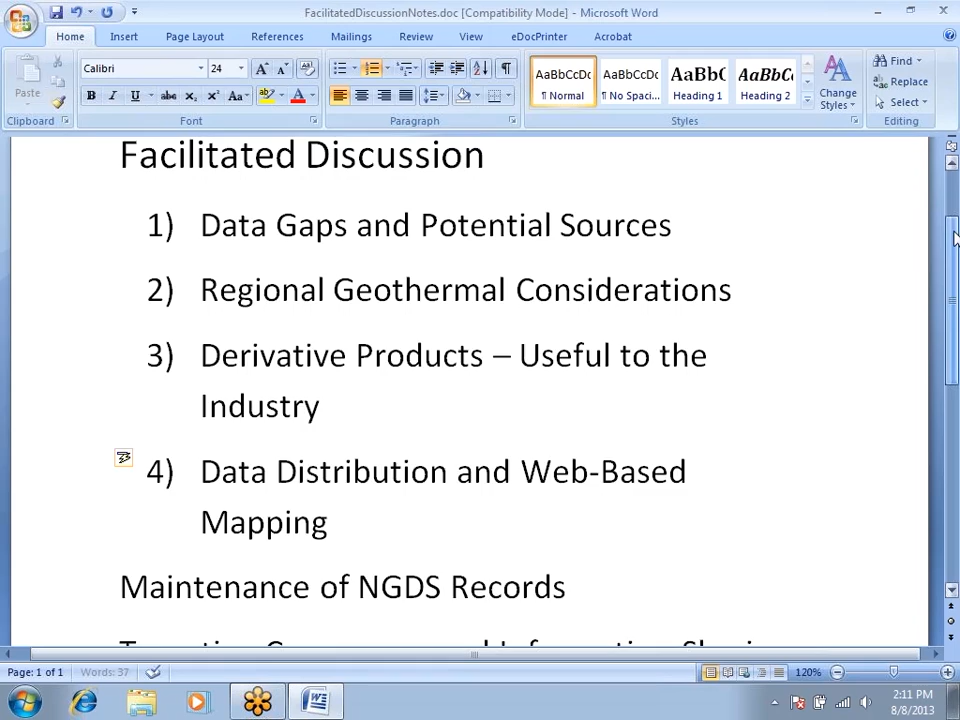 FacilitatedDiscussionNotes.doc [Compatibility Mode] - Microsoft Word
Home Insert Page Layout References Mailings Review View eDocPrinter Acrobat
Paste
Calibri 24
AaBbCcDc AaBbCcDc AaBbC AaBbCc
¶ Normal ¶ No Spaci... Heading 1 Heading 2
Change Styles
Find
Replace
Select
Clipboard Font Paragraph Styles Editing
Facilitated Discussion
1) Data Gaps and Potential Sources
2) Regional Geothermal Considerations
3) Derivative Products – Useful to the
Industry
4) Data Distribution and Web-Based
Mapping
Maintenance of NGDS Records
Page: 1 of 1 Words: 37 120%
2:11 PM
8/8/2013